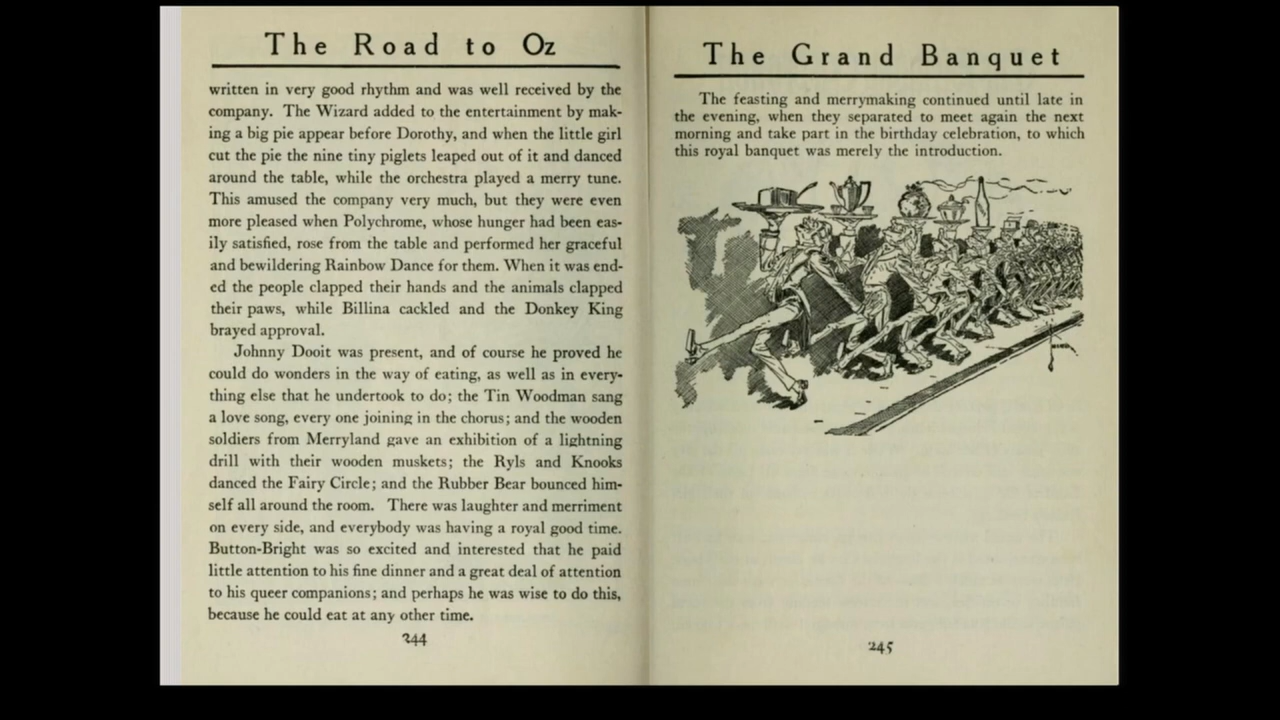 The Road to Oz
written in very good rhythm and was well received by the
company. The Wizard added to the entertainment by mak-
ing a big pie appear before Dorothy, and when the little girl
cut the pie the nine tiny piglets leaped out of it and danced
around the table, while the orchestra played a merry tune.
This amused the company very much, but they were even
more pleased when Polychrome, whose hunger had been eas-
ily satisfied, rose from the table and performed her graceful
and bewildering Rainbow Dance for them. When it was end-
ed the people clapped their hands and the animals clapped
their paws, while Billina cackled and the Donkey King
brayed approval.
Johnny Dooit was present, and of course he proved he
could do wonders in the way of eating, as well as in every-
thing else that he undertook to do; the Tin Woodman sang
a love song, every one joining in the chorus; and the wooden
soldiers from Merryland gave an exhibition of a lightning
drill with their wooden muskets; the Ryls and Knooks
danced the Fairy Circle; and the Rubber Bear bounced him-
self all around the room. There was laughter and merriment
on every side, and everybody was having a royal good time.
Button-Bright was so excited and interested that he paid
little attention to his fine dinner and a great deal of attention
to his queer companions; and perhaps he was wise to do this,
because he could eat at any other time.
244
The Grand Banquet
The feasting and merrymaking continued until late in
the evening, when they separated to meet again the next
morning and take part in the birthday celebration, to which
this royal banquet was merely the introduction.
245